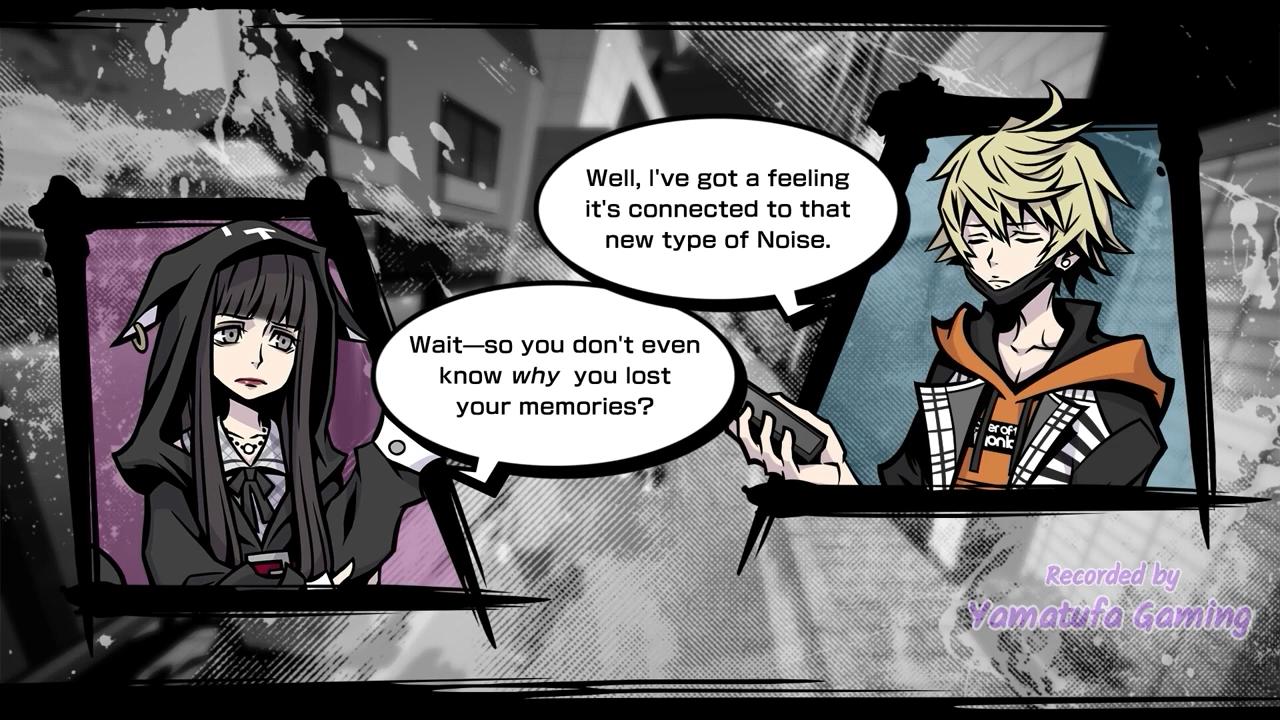 Well, I've got a feeling
it's connected to that
new type of Noise.
Wait—so you don't even
know why you lost
your memories?
Recorded by
Yamatufa Gaming